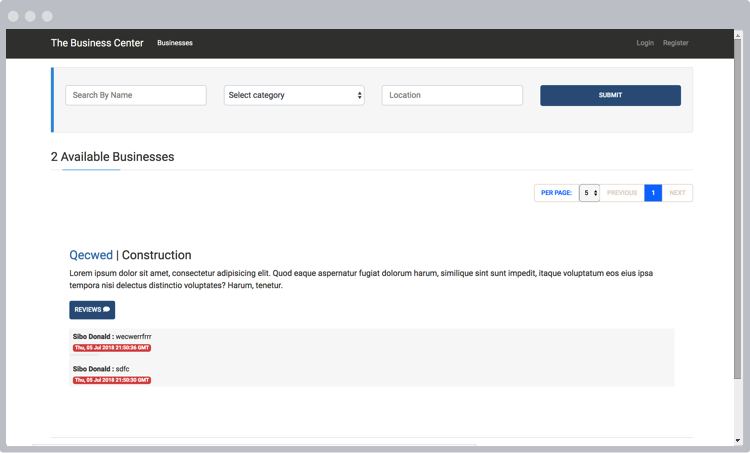 The Business Center Businesses Login Register
Search By Name Select category Location SUBMIT
2 Available Businesses
PER PAGE: 5 PREVIOUS 1 NEXT
Qecwed | Construction
Lorem ipsum dolor sit amet, consectetur adipisicing elit. Quod eaque aspernatur fugiat dolorum harum, similique sint sunt impedit, itaque voluptatum eos eius ipsa
tempora nisi delectus distinctio voluptates? Harum, tenetur.
REVIEWS
Sibo Donald : wecwerrfrrr
Thu, 05 Jul 2018 21:50:36 GMT
Sibo Donald : sdfc
Thu, 05 Jul 2018 21:50:30 GMT